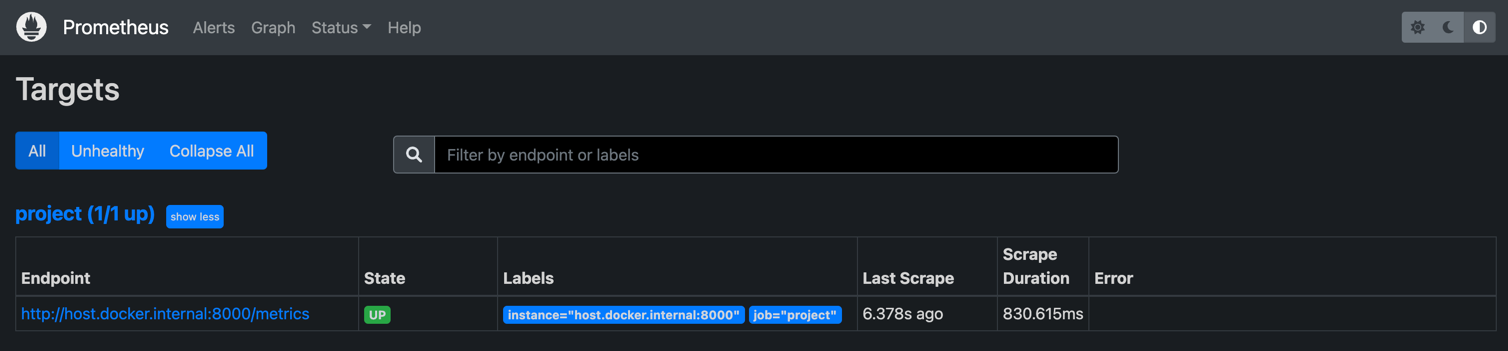 Prometheus Alerts Graph Status Help
Targets
All Unhealthy Collapse All
Filter by endpoint or labels
project (1/1 up) show less
Endpoint State Labels Last Scrape Scrape Duration Error
http://host.docker.internal:8000/metrics UP instance="host.docker.internal:8000" job="project" 6.378s ago 830.615ms